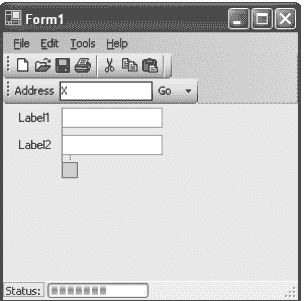 Form1
File Edit Tools Help
Address X Go
Label1
Label2
Status: